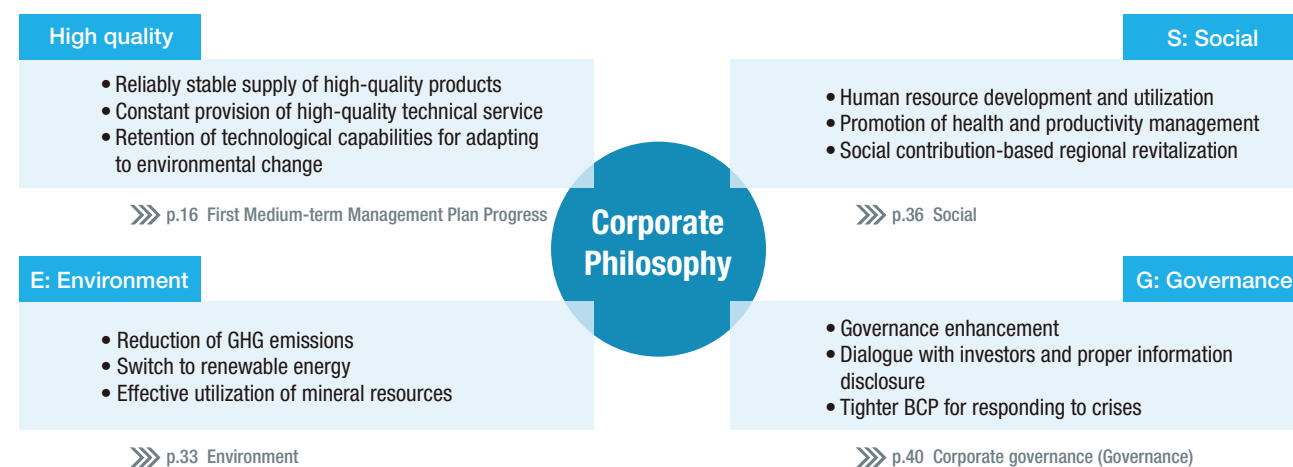 High quality
• Reliably stable supply of high-quality products
• Constant provision of high-quality technical service
• Retention of technological capabilities for adapting
to environmental change
p.16 First Medium-term Management Plan Progress
S: Social
• Human resource development and utilization
• Promotion of health and productivity management
• Social contribution-based regional revitalization
p.36 Social
Corporate
Philosophy
E: Environment
• Reduction of GHG emissions
• Switch to renewable energy
• Effective utilization of mineral resources
p.33 Environment
G: Governance
• Governance enhancement
• Dialogue with investors and proper information
disclosure
• Tighter BCP for responding to crises
p.40 Corporate governance (Governance)